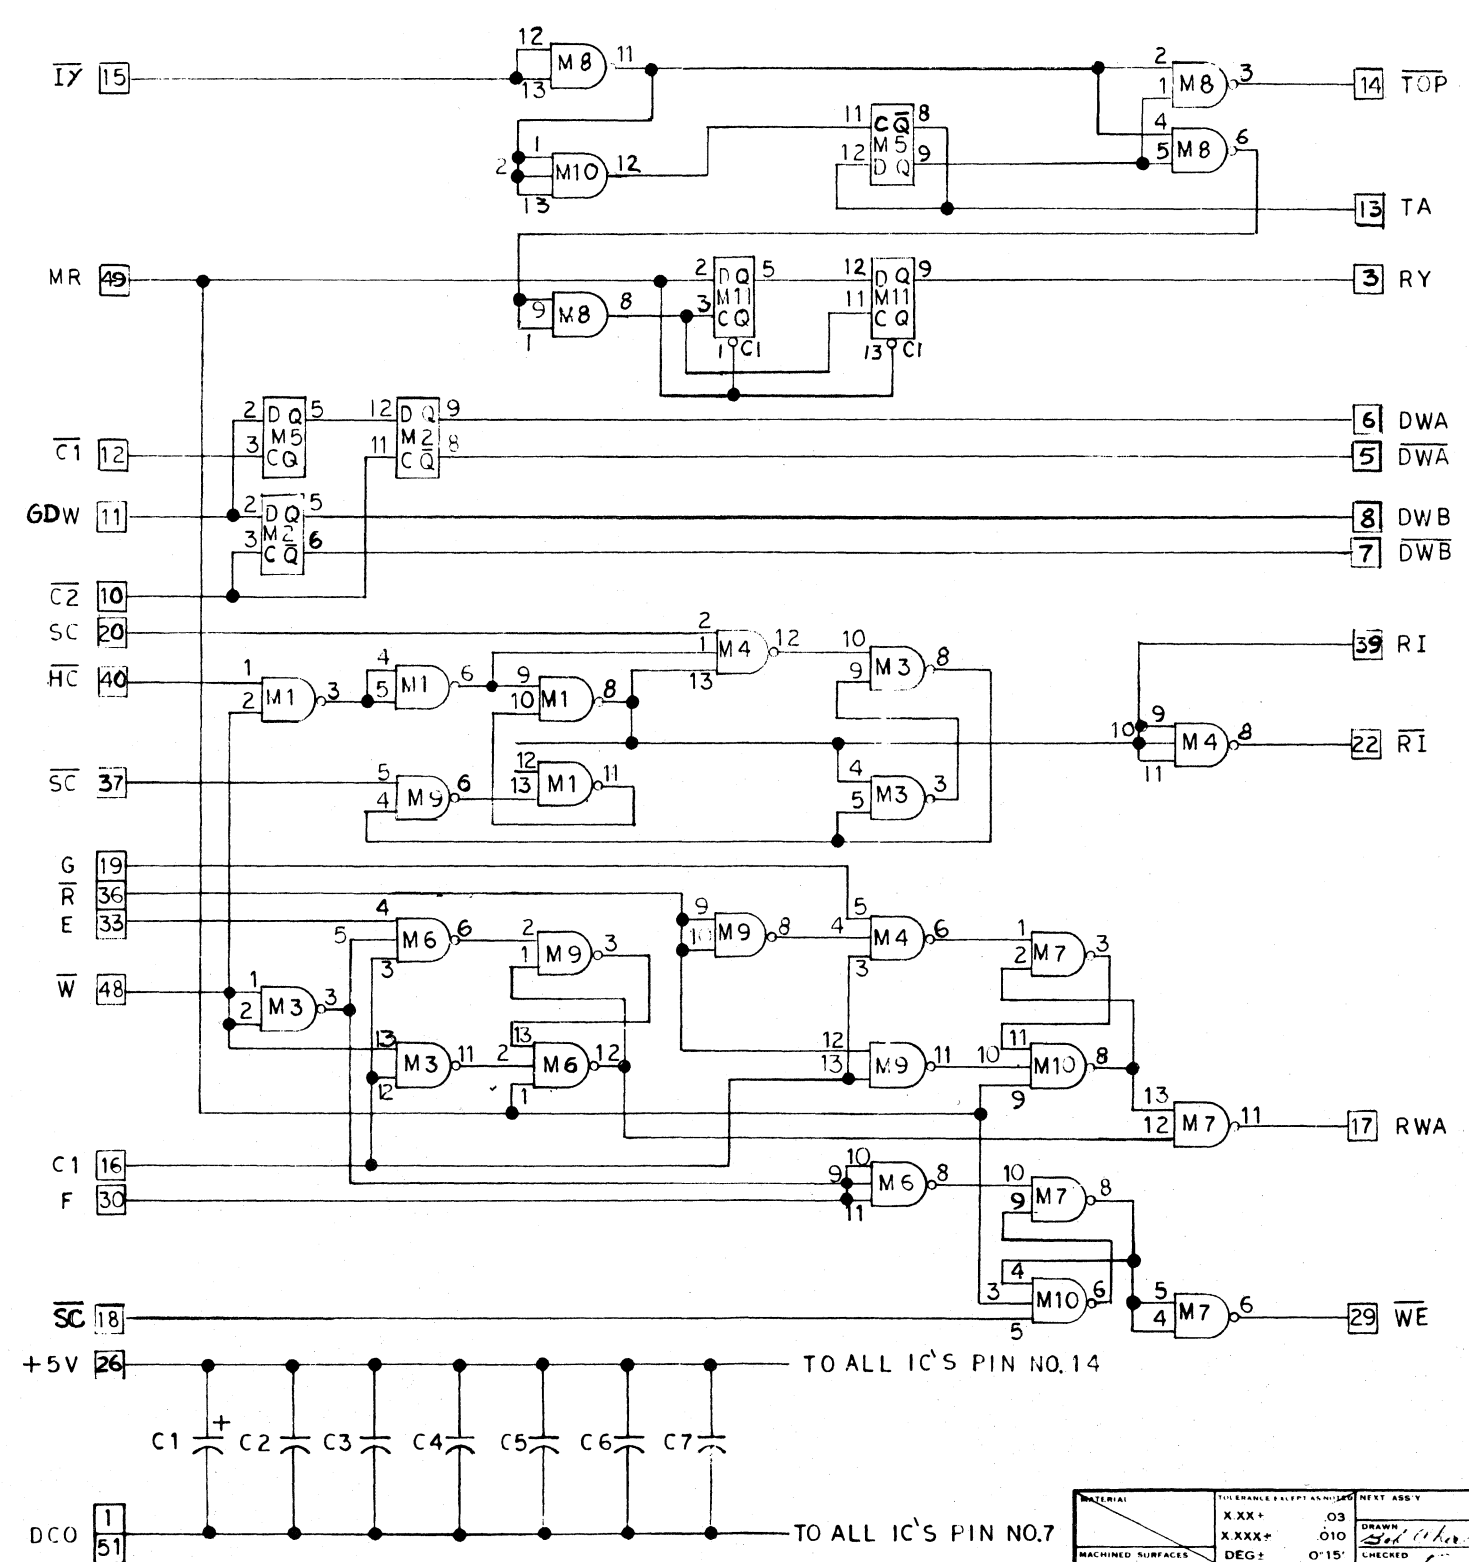 12 M8 11 2
IY 15 13 M8 3 14 TOP
1
11 C Q 8 4
1 M5 M8 6
2 M10 12 12 D Q 9 5
13
13 TA
MR 49 2 D Q 5 12 D Q 9 3 RY
M11 M11
9 M8 8 3 C Q 11 C Q
1 1 C1 13 C1
2 D Q 5 12 D Q 9 6 DWA
M5 M2
C1 12 3 C Q 11 C Q 8 5 DWA
GDW 11 2 D Q 5 8 DWB
M2
3 C Q 6 7 DWB
C2 10
SC 20 2 12 10
1 M4 M3 8 39 RI
HC 40 1 4 6 9 13 9
M1 3 M1 M1 8
2 5 10 10 9 M4 8 22 RI
11
12
SC 37 5 6 13 M1 11 4 3
4 M9 5 M3
G 19
R 36
E 33 4 9 5
5 M6 6 2 3 10 M9 8 4 M4 6 1 M7 3
3 1 M9 3 2
W 48 1
2 M3 3
13 13 12 11
M3 11 2 M6 12 13 M9 11 10 M10 8
12 1 9
13
12 M7 11 17 RWA
C1 16 10
9 M6 8 10 M7 8
F 30 11 9
4
3 M10 6 5 M7 6 29 WE
SC 18 5 4
+5V 26 TO ALL IC'S PIN NO. 14
C1 + C2 C3 C4 C5 C6 C7
DCO 1 51 TO ALL IC'S PIN NO.7
MATERIAL TOLERANCE EXCEPT AS NOTED NEXT ASS'Y
X.XX± .03
X.XXX± .010 DRAWN
MACHINED SURFACES DEG± 0°15' CHECKED